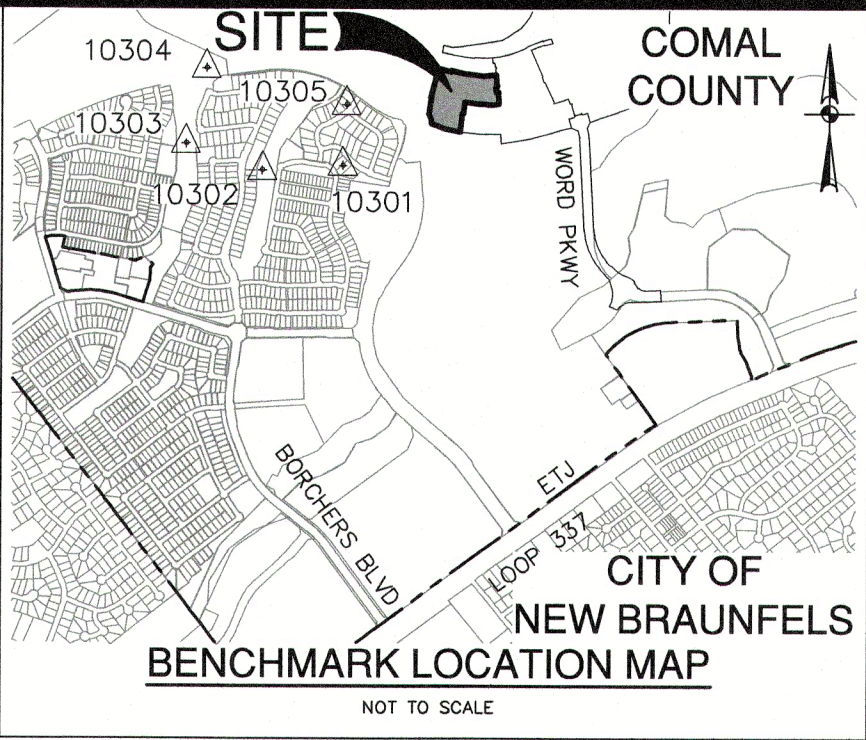 SITE
COMAL
COUNTY
10304
10305
10303
10302
10301
WORD PKWY
BORCHERS BLVD
ETJ
LOOP 337
CITY OF
NEW BRAUNFELS
BENCHMARK LOCATION MAP
NOT TO SCALE